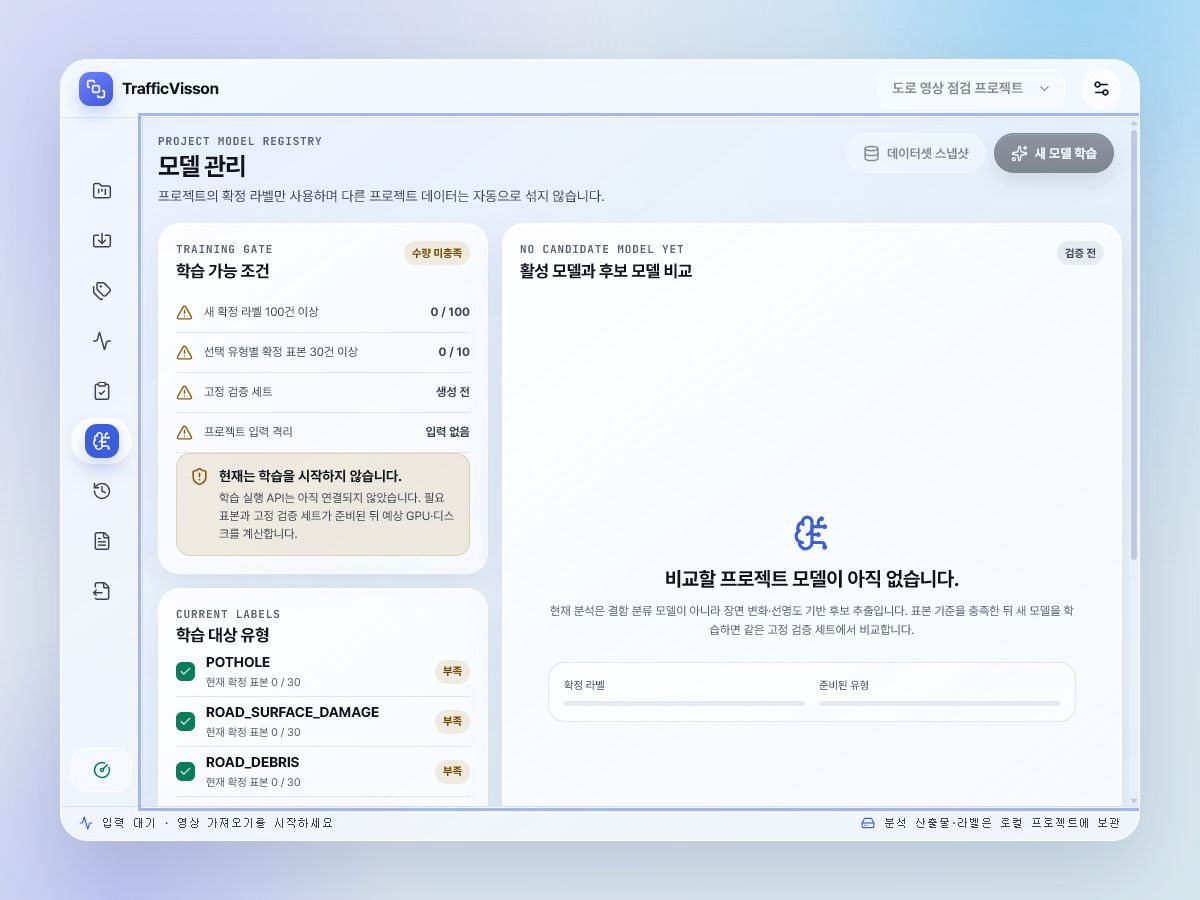 TrafficVisson
도로 영상 점검 프로젝트
PROJECT MODEL REGISTRY
모델 관리
프로젝트의 확정 라벨만 사용하며 다른 프로젝트 데이터는 자동으로 섞지 않습니다.
데이터셋 스냅샷
새 모델 학습
TRAINING GATE
학습 가능 조건
수량 미충족
새 확정 라벨 100건 이상
0 / 100
선택 유형별 확정 표본 30건 이상
0 / 10
고정 검증 세트
생성 전
프로젝트 입력 격리
입력 없음
현재는 학습을 시작하지 않습니다.
학습 실행 API는 아직 연결되지 않았습니다. 필요
표본과 고정 검증 세트가 준비된 뒤 예상 GPU·디스
크를 계산합니다.
CURRENT LABELS
학습 대상 유형
POTHOLE
현재 확정 표본 0 / 30
부족
ROAD_SURFACE_DAMAGE
현재 확정 표본 0 / 30
부족
ROAD_DEBRIS
현재 확정 표본 0 / 30
부족
NO CANDIDATE MODEL YET
활성 모델과 후보 모델 비교
검증 전
비교할 프로젝트 모델이 아직 없습니다.
현재 분석은 결함 분류 모델이 아니라 장면 변화·선명도 기반 후보 추출입니다. 표본 기준을 충족한 뒤 새 모델을 학
습하면 같은 고정 검증 세트에서 비교합니다.
확정 라벨
준비된 유형
입력 대기 · 영상 가져오기를 시작하세요
분석 산출물·라벨은 로컬 프로젝트에 보관